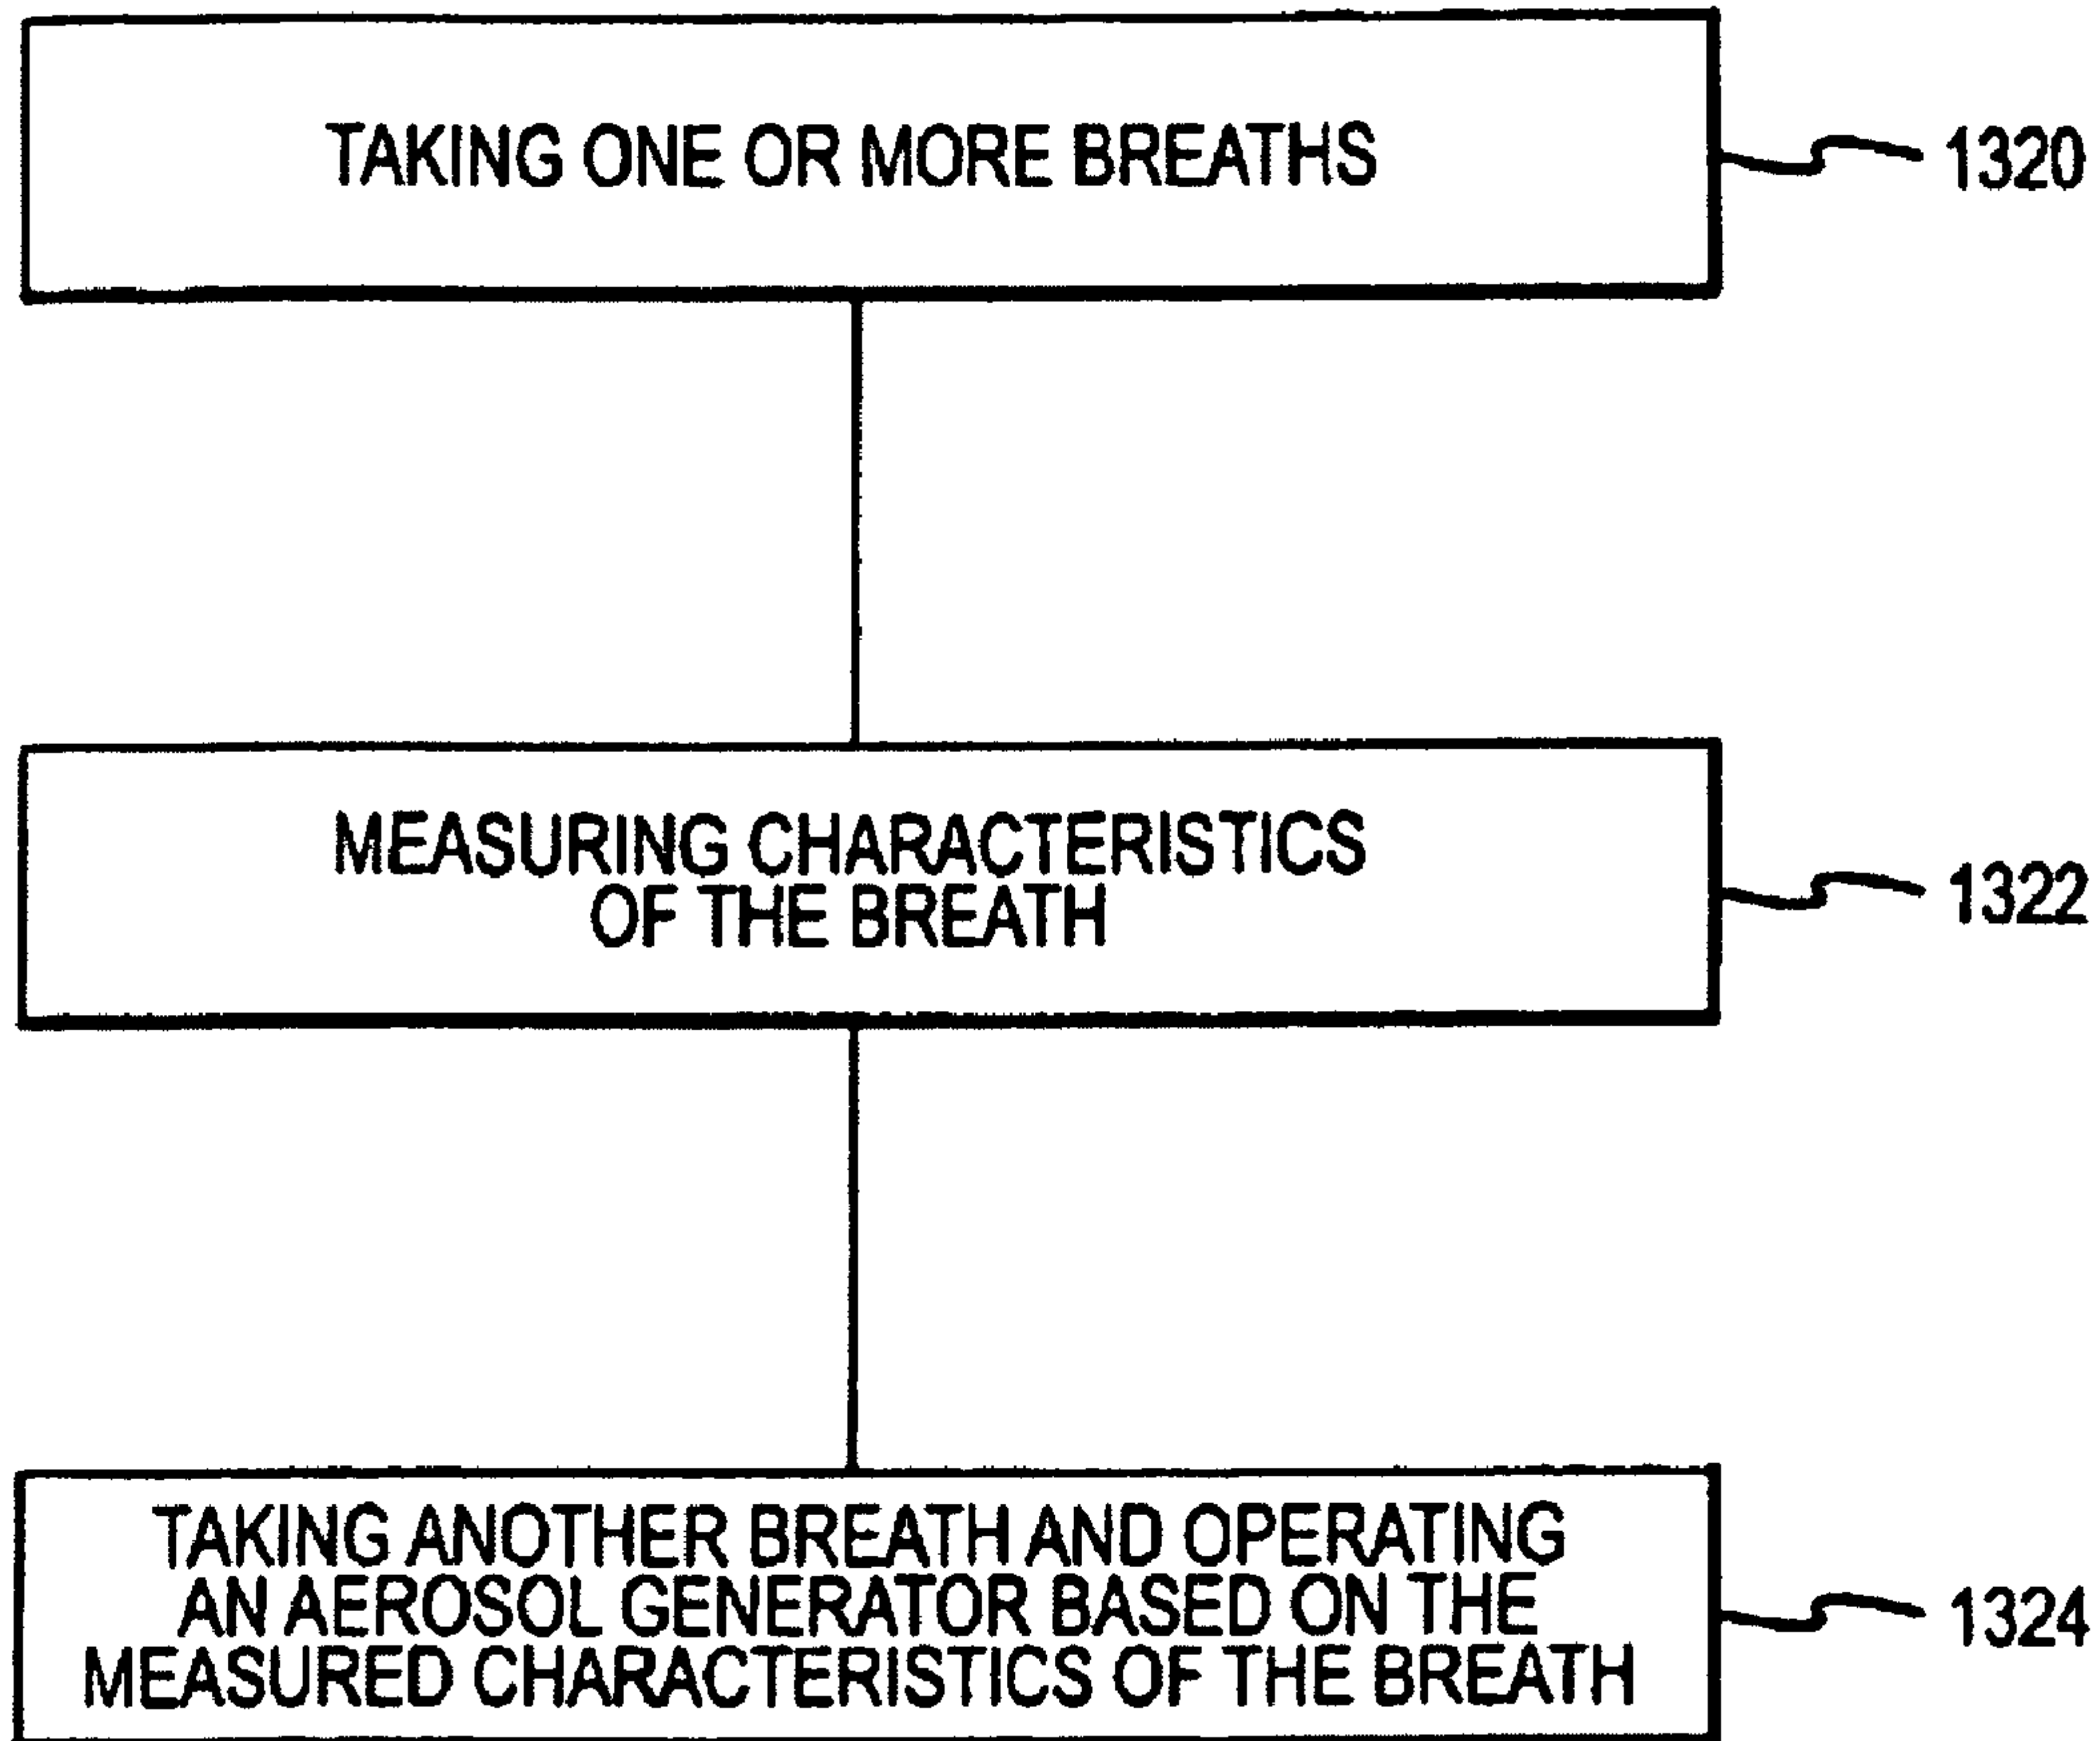 TAKING ONE OR MORE BREATHS
1320
MEASURING CHARACTERISTICS
OF THE BREATH
1322
TAKING ANOTHER BREATH AND OPERATING
AN AEROSOL GENERATOR BASED ON THE
MEASURED CHARACTERISTICS OF THE BREATH
1324